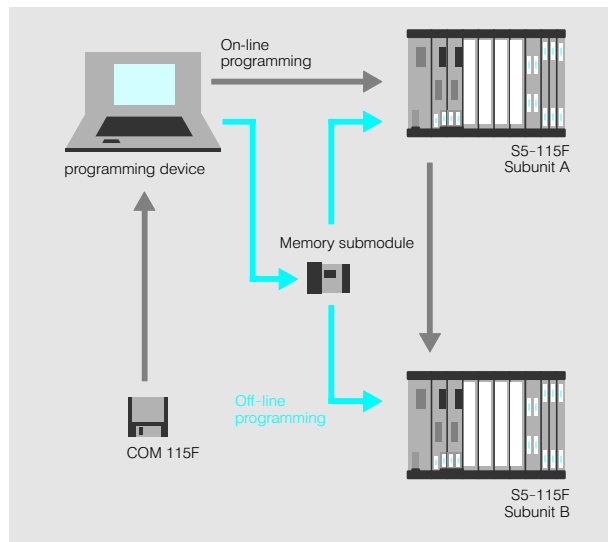 On-line
programming
S5-115F
Subunit A
programming device
Memory submodule
Off-line
programming
COM 115F
S5-115F
Subunit B